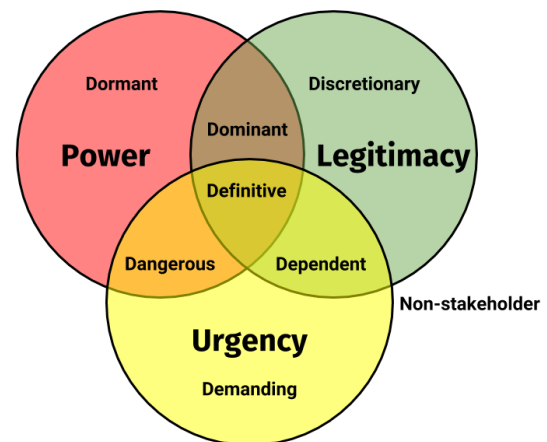 Dormant
Discretionary
Dominant
Power
Legitimacy
Definitive
Dangerous
Dependent
Non-stakeholder
Urgency
Demanding